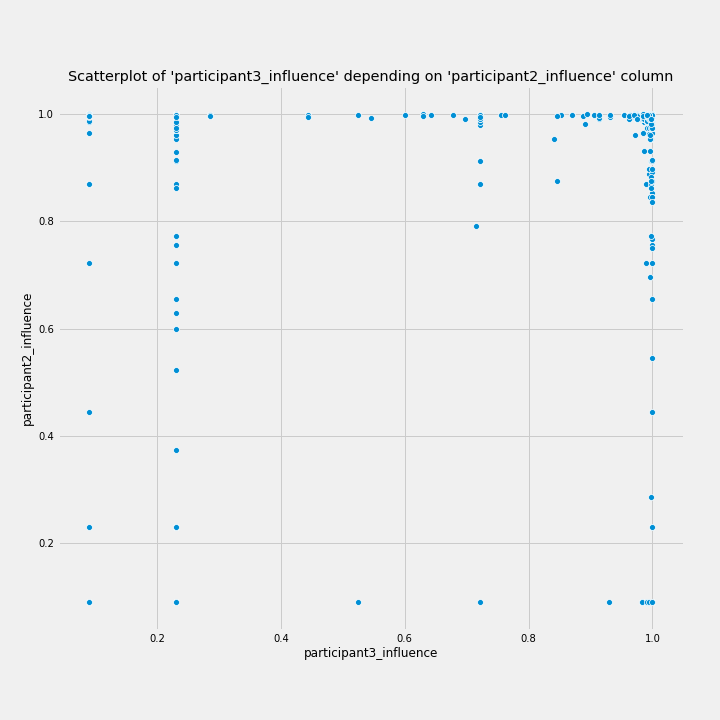 Scatterplot of 'participant3_influence' depending on 'participant2_influence' column
participant2_influence
1.0
0.8
0.6
0.4
0.2
0.2 0.4 0.6 0.8 1.0
participant3_influence